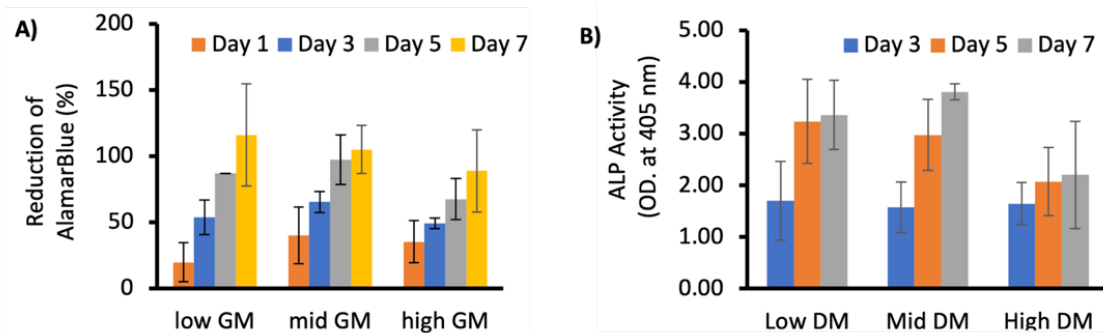 A)
Reduction of
AlamarBlue (%)
200
150
100
50
0
Day 1 Day 3 Day 5 Day 7
low GM mid GM high GM
B)
ALP Activity
(OD. at 405 nm)
5.00
4.00
3.00
2.00
1.00
0.00
Day 3 Day 5 Day 7
Low DM Mid DM High DM